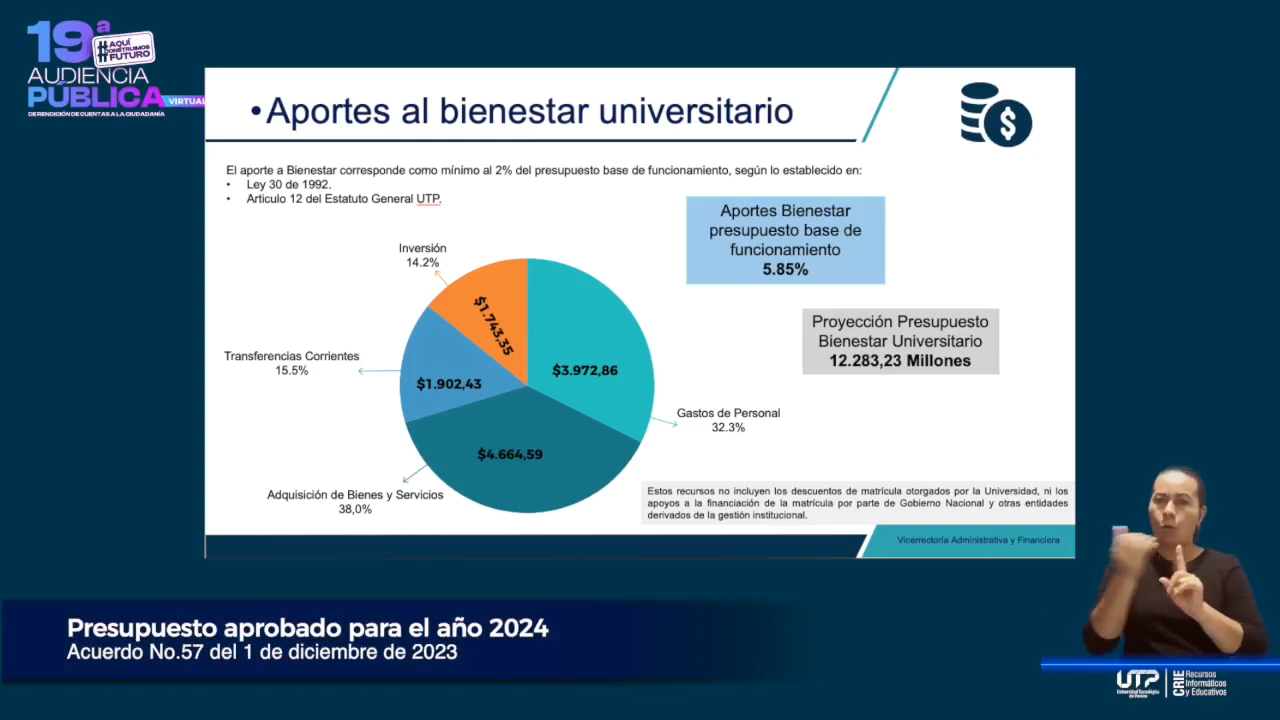 19ª
#AQUÍ
CONSTRUIMOS
FUTURO
AUDIENCIA
PÚBLICA
VIRTUAL
DE RENDICIÓN DE CUENTAS A LA CIUDADANÍA
•Aportes al bienestar universitario
$
El aporte a Bienestar corresponde como mínimo al 2% del presupuesto base de funcionamiento, según lo establecido en:
• Ley 30 de 1992.
• Articulo 12 del Estatuto General UTP.
Aportes Bienestar
presupuesto base de
funcionamiento
5.85%
Inversión
14.2%
$1.743,35
Proyección Presupuesto
Bienestar Universitario
12.283,23 Millones
Transferencias Corrientes
15.5%
$1.902,43
$3.972,86
Gastos de Personal
32.3%
$4.664,59
Adquisición de Bienes y Servicios
38,0%
Estos recursos no incluyen los descuentos de matrícula otorgados por la Universidad, ni los
apoyos a la financiación de la matrícula por parte de Gobierno Nacional y otras entidades
derivados de la gestión institucional.
Vicerrectoría Administrativa y Financiera
Presupuesto aprobado para el año 2024
Acuerdo No.57 del 1 de diciembre de 2023
UTP
Universidad Tecnológica
de Pereira
CRIE
Recursos
Informáticos
y Educativos